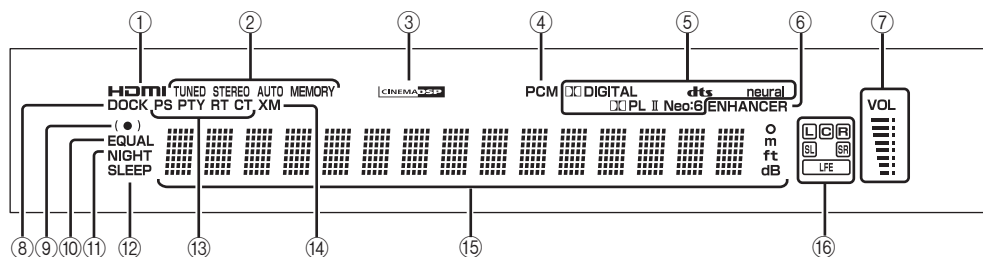 ① ② ③ ④ ⑤ ⑥ ⑦
HDMI TUNED STEREO AUTO MEMORY CINEMA DSP PCM DIGITAL dts neural VOL
DOCK PS PTY RT CT XM PL II Neo:6 ENHANCER
(●)
EQUAL
NIGHT
SLEEP
o
m
ft
dB
L C R
SL SR
LFE
⑧ ⑨ ⑩ ⑪ ⑫ ⑬ ⑭ ⑮ ⑯